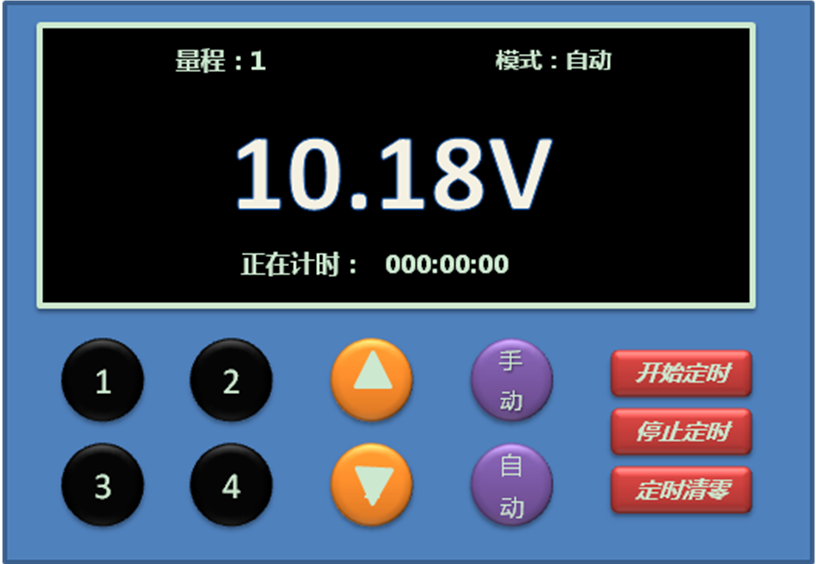 量程：1 模式：自动
10.18V
正在计时： 000:00:00
1 2 手动 开始定时
停止定时
3 4 自动 定时清零